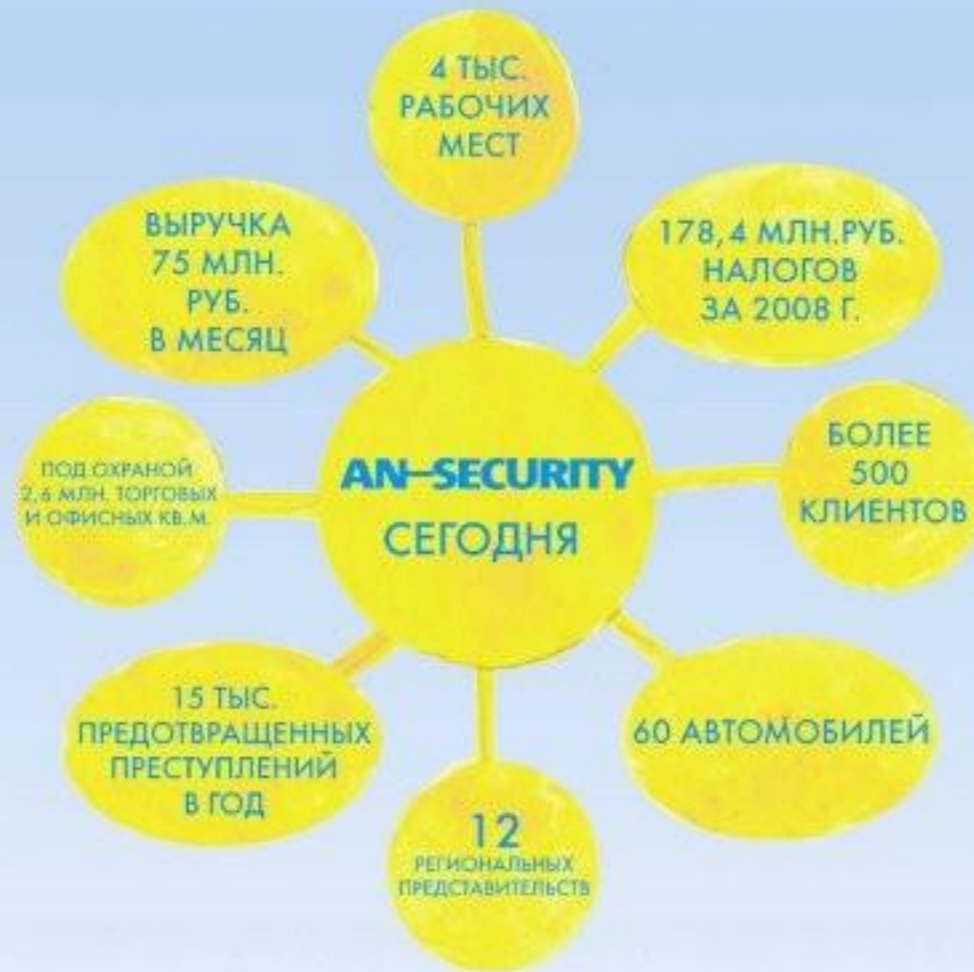 4 ТЫС.
РАБОЧИХ
МЕСТ
ВЫРУЧКА
75 МЛН.
РУБ.
В МЕСЯЦ
178,4 МЛН.РУБ.
НАЛОГОВ
ЗА 2008 Г.
ПОД ОХРАНОЙ
2,6 МЛН. ТОРГОВЫХ
И ОФИСНЫХ КВ.М.
AN–SECURITY
СЕГОДНЯ
БОЛЕЕ
500
КЛИЕНТОВ
15 ТЫС.
ПРЕДОТВРАЩЕННЫХ
ПРЕСТУПЛЕНИЙ
В ГОД
60 АВТОМОБИЛЕЙ
12
РЕГИОНАЛЬНЫХ
ПРЕДСТАВИТЕЛЬСТВ